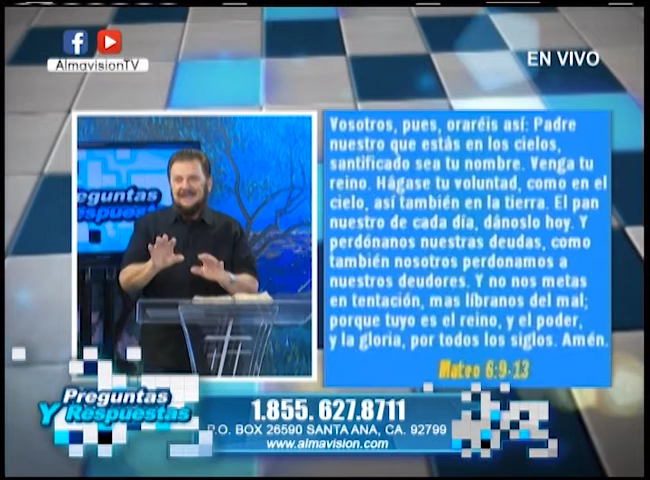 AlmavisionTV
EN VIVO
Vosotros, pues, oraréis así: Padre
nuestro que estás en los cielos,
santificado sea tu nombre. Venga tu
reino. Hágase tu voluntad, como en el
cielo, así también en la tierra. El pan
nuestro de cada día, dánoslo hoy. Y
perdónanos nuestras deudas, como
también nosotros perdonamos a
nuestros deudores. Y no nos metas
en tentación, mas líbranos del mal;
porque tuyo es el reino, y el poder,
y la gloria, por todos los siglos. Amén.
Mateo 6:9-13
eguntas
espuest
Preguntas
Y Respuestas
1.855. 627.8711
P.O. BOX 26590 SANTA ANA, CA. 92799
www.almavision.com